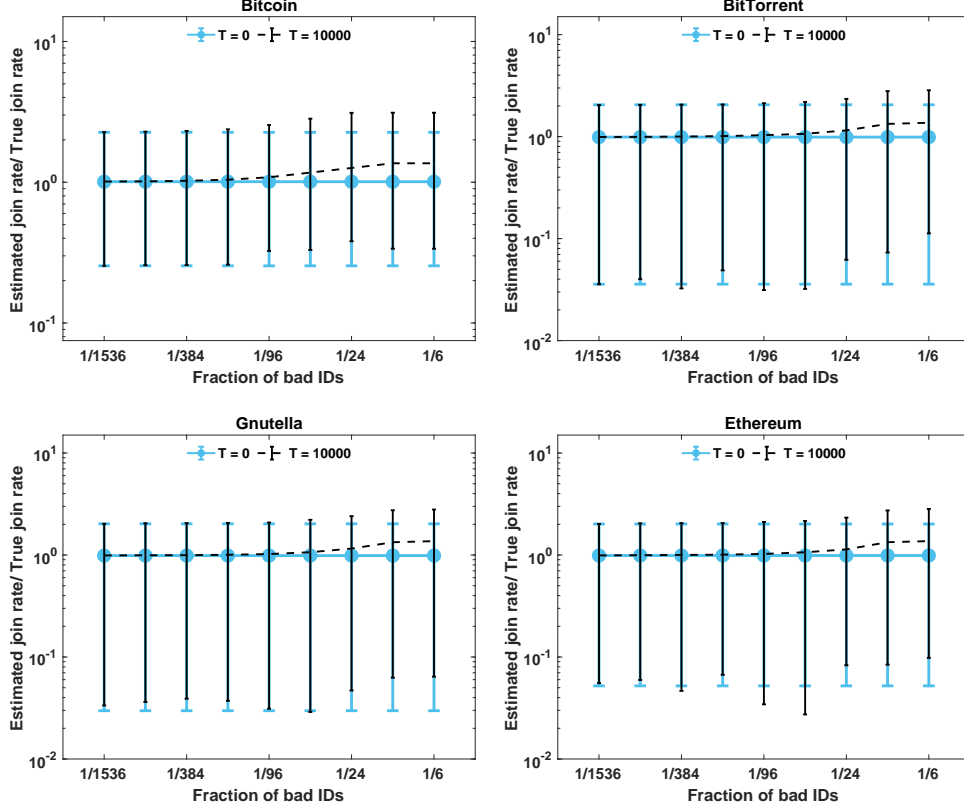 Bitcoin
T = 0 T = 10000
10^1
10^0
10^-1
Estimated join rate/ True join rate
1/1536 1/384 1/96 1/24 1/6
Fraction of bad IDs
BitTorrent
T = 0 T = 10000
10^1
10^0
10^-1
10^-2
Estimated join rate/ True join rate
1/1536 1/384 1/96 1/24 1/6
Fraction of bad IDs
Gnutella
T = 0 T = 10000
10^1
10^0
10^-1
10^-2
Estimated join rate/ True join rate
1/1536 1/384 1/96 1/24 1/6
Fraction of bad IDs
Ethereum
T = 0 T = 10000
10^1
10^0
10^-1
10^-2
Estimated join rate/ True join rate
1/1536 1/384 1/96 1/24 1/6
Fraction of bad IDs